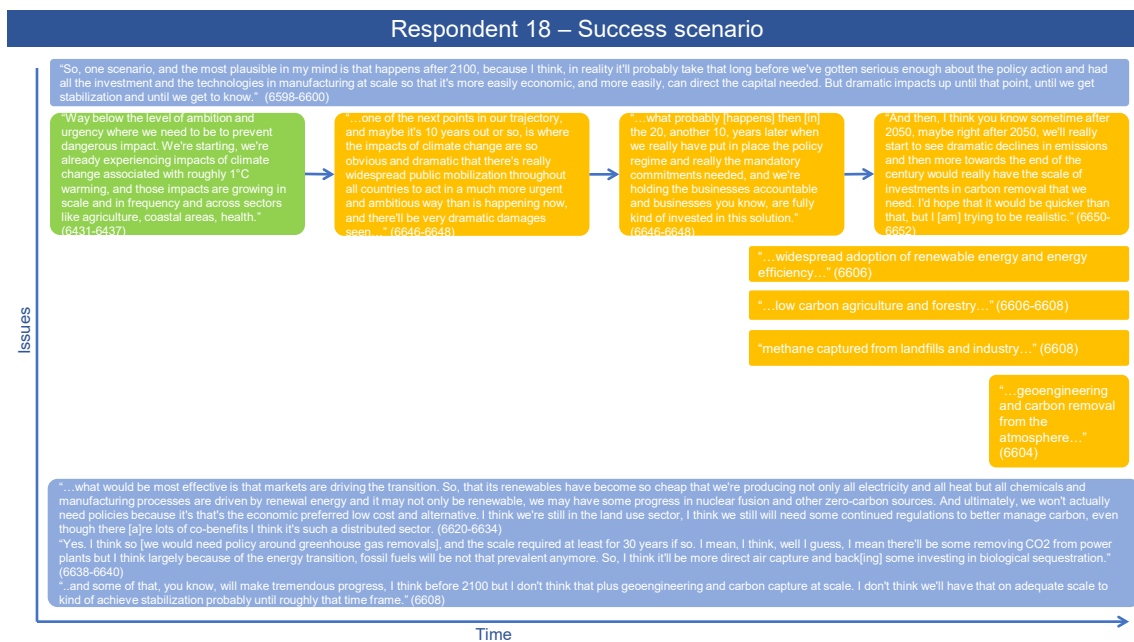 Respondent 18 – Success scenario
“So, one scenario, and the most plausible in my mind is that happens after 2100, because I think, in reality it'll probably take that long before we've gotten serious enough about the policy action and had
all the investment and the technologies in manufacturing at scale so that it's more easily economic, and more easily, can direct the capital needed. But dramatic impacts up until that point, until we get
stabilization and until we get to know.” (6598-6600)
“Way below the level of ambition and
urgency where we need to be to prevent
dangerous impact. We're starting, we're
already experiencing impacts of climate
change associated with roughly 1°C
warming, and those impacts are growing in
scale and in frequency and across sectors
like agriculture, coastal areas, health.”
(6431-6437)
“…one of the next points in our trajectory,
and maybe it's 10 years out or so, is where
the impacts of climate change are so
obvious and dramatic that there's really
widespread public mobilization throughout
all countries to act in a much more urgent
and ambitious way than is happening now,
and there'll be very dramatic damages
seen…” (6646-6648)
“…what probably [happens] then [in]
the 20, another 10, years later when
we really have put in place the policy
regime and really the mandatory
commitments needed, and we're
holding the businesses accountable
and businesses you know, are fully
kind of invested in this solution.”
(6646-6648)
“And then, I think you know sometime after
2050, maybe right after 2050, we'll really
start to see dramatic declines in emissions
and then more towards the end of the
century would really have the scale of
investments in carbon removal that we
need. I'd hope that it would be quicker than
that, but I [am] trying to be realistic.” (6650-
6652)
“…widespread adoption of renewable energy and energy
efficiency…” (6606)
“…low carbon agriculture and forestry…” (6606-6608)
“methane captured from landfills and industry…” (6608)
“…geoengineering
and carbon removal
from the
atmosphere…”
(6604)
Issues
“…what would be most effective is that markets are driving the transition. So, that its renewables have become so cheap that we're producing not only all electricity and all heat but all chemicals and
manufacturing processes are driven by renewal energy and it may not only be renewable, we may have some progress in nuclear fusion and other zero-carbon sources. And ultimately, we won't actually
need policies because it's that's the economic preferred low cost and alternative. I think we're still in the land use sector, I think we still will need some continued regulations to better manage carbon, even
though there [a]re lots of co-benefits I think it's such a distributed sector. (6620-6634)
“Yes. I think so [we would need policy around greenhouse gas removals], and the scale required at least for 30 years if so. I mean, I think, well I guess, I mean there'll be some removing CO2 from power
plants but I think largely because of the energy transition, fossil fuels will be not that prevalent anymore. So, I think it'll be more direct air capture and back[ing] some investing in biological sequestration.”
(6638-6640)
“..and some of that, you know, will make tremendous progress, I think before 2100 but I don't think that plus geoengineering and carbon capture at scale. I don't think we'll have that on adequate scale to
kind of achieve stabilization probably until roughly that time frame.” (6608)
Time